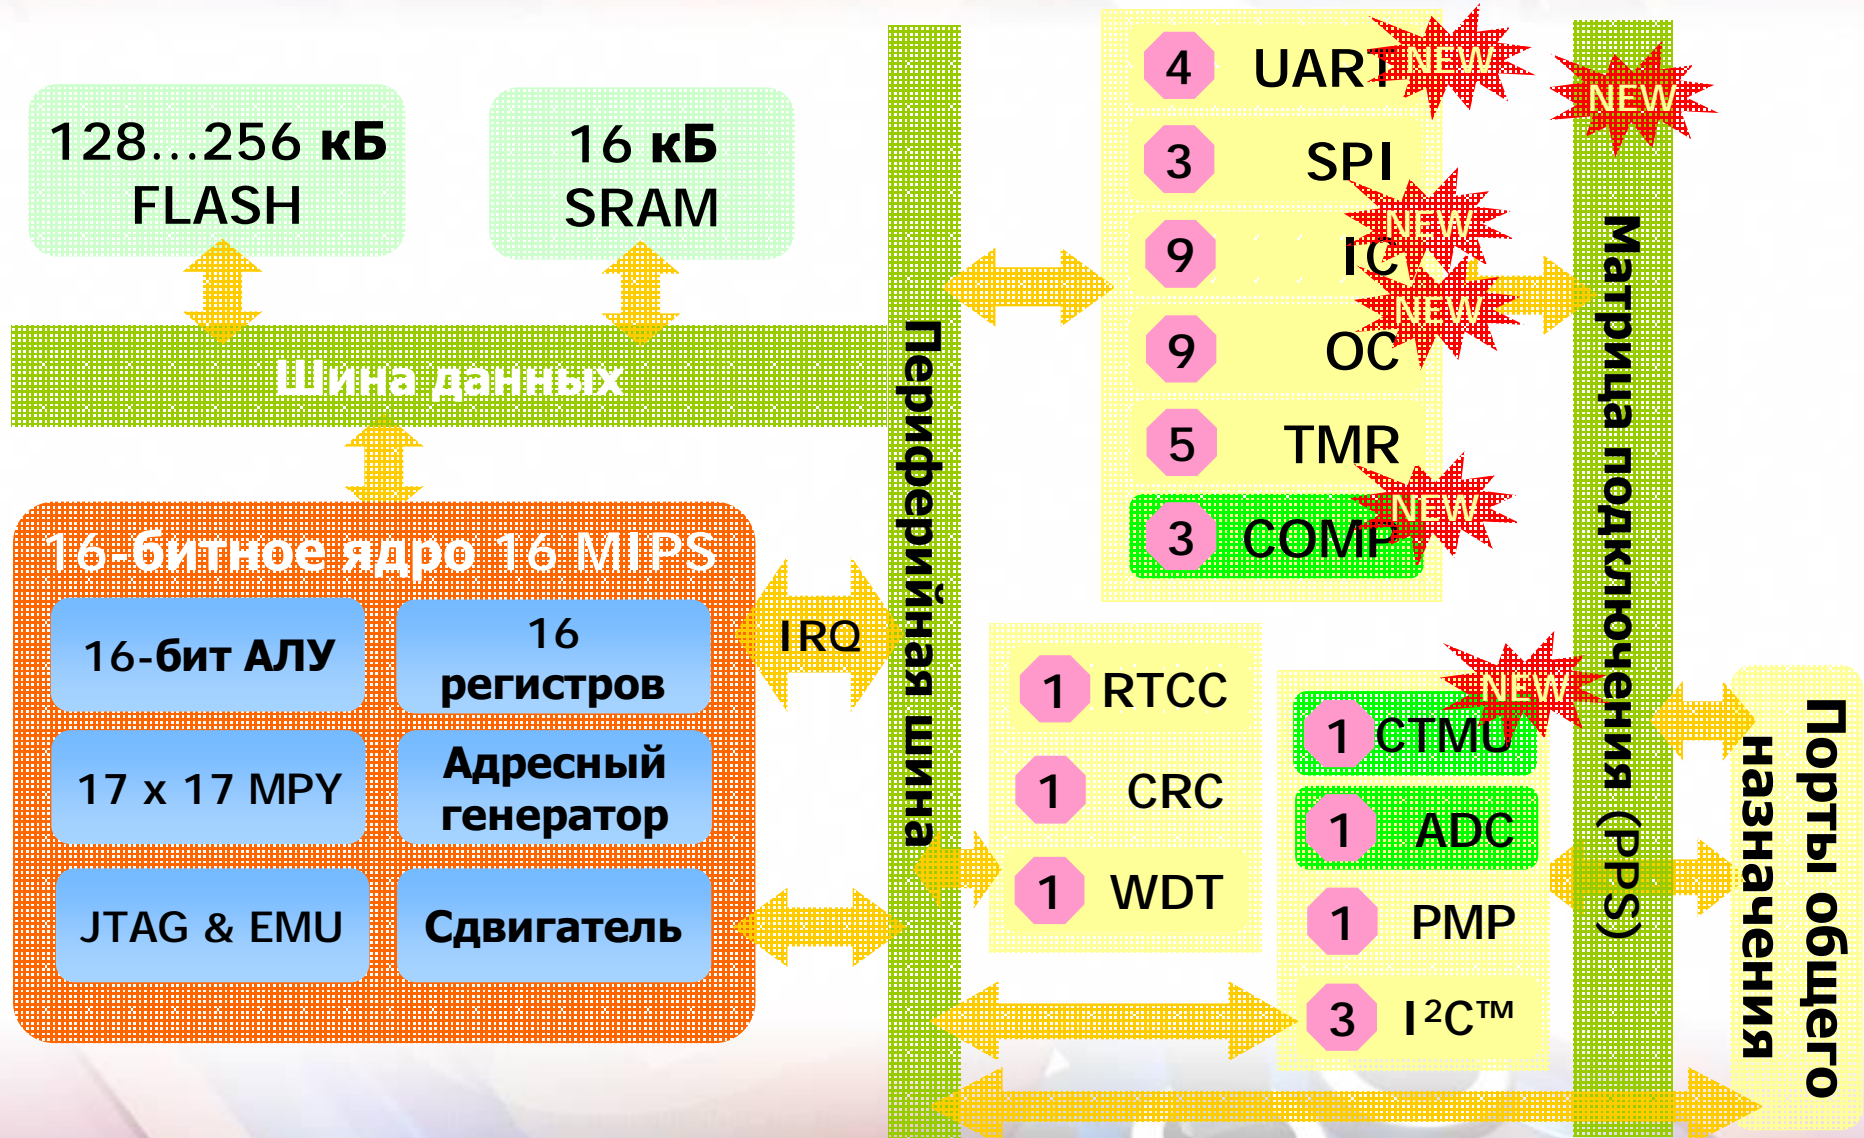 128...256 кБ
FLASH
16 кБ
SRAM
Шина данных
16-битное ядро 16 MIPS
16-бит АЛУ
16
регистров
17 x 17 MPY
Адресный
генератор
JTAG & EMU
Сдвигатель
IRQ
Периферийная шина
4 UART NEW
3 SPI
9 IC NEW
9 OC NEW
5 TMR
3 COMP NEW
1 RTCC
1 CRC
1 WDT
1 CTMU NEW
1 ADC
1 PMP
3 I²C™
NEW
Матрица подключения (PPS)
Порты общего
назначения